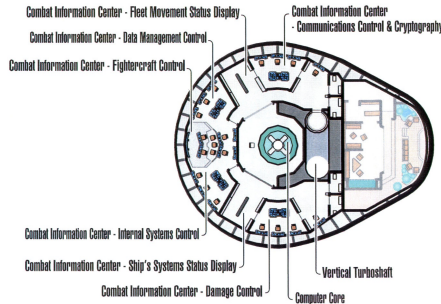 Combat Information Center - Fleet Movement Status Display
Combat Information Center
- Communications Control & Cryptography
Combat Information Center - Data Management Control
Combat Information Center - Fightercraft Control
Combat Information Center - Internal Systems Control
Combat Information Center - Ship's Systems Status Display
Vertical Turboshaft
Combat Information Center - Damage Control
Computer Core